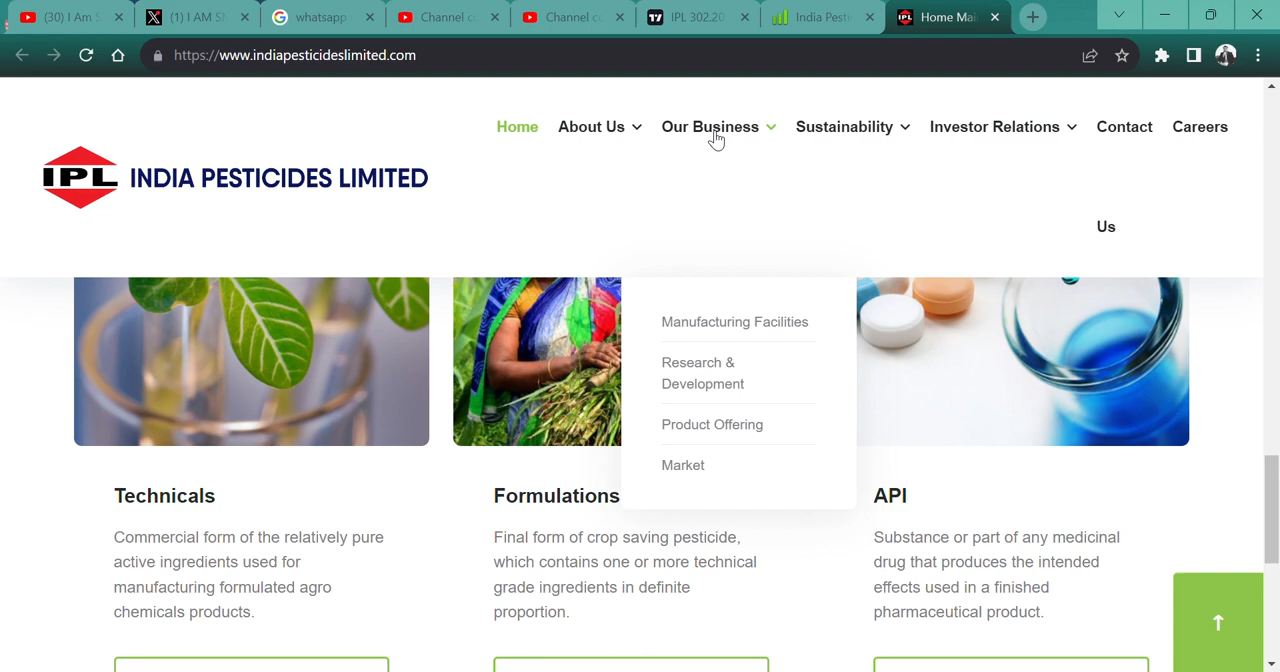 (30) I Am S
(1) I AM S
whatsapp
Channel c
Channel c
IPL 302.20
India Pesti
Home Mai
https://www.indiapesticideslimited.com
Home About Us Our Business Sustainability Investor Relations Contact Careers
IPL INDIA PESTICIDES LIMITED
Us
Manufacturing Facilities
Research &
Development
Product Offering
Market
Technicals
Commercial form of the relatively pure
active ingredients used for
manufacturing formulated agro
chemicals products.
Formulations
Final form of crop saving pesticide,
which contains one or more technical
grade ingredients in definite
proportion.
API
Substance or part of any medicinal
drug that produces the intended
effects used in a finished
pharmaceutical product.